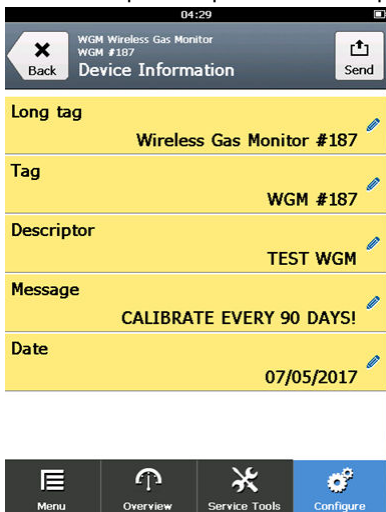 04:29
WGM Wireless Gas Monitor
WGM #187
Back
Device Information
Send
Long tag
Wireless Gas Monitor #187
Tag
WGM #187
Descriptor
TEST WGM
Message
CALIBRATE EVERY 90 DAYS!
Date
07/05/2017
Menu
Overview
Service Tools
Configure